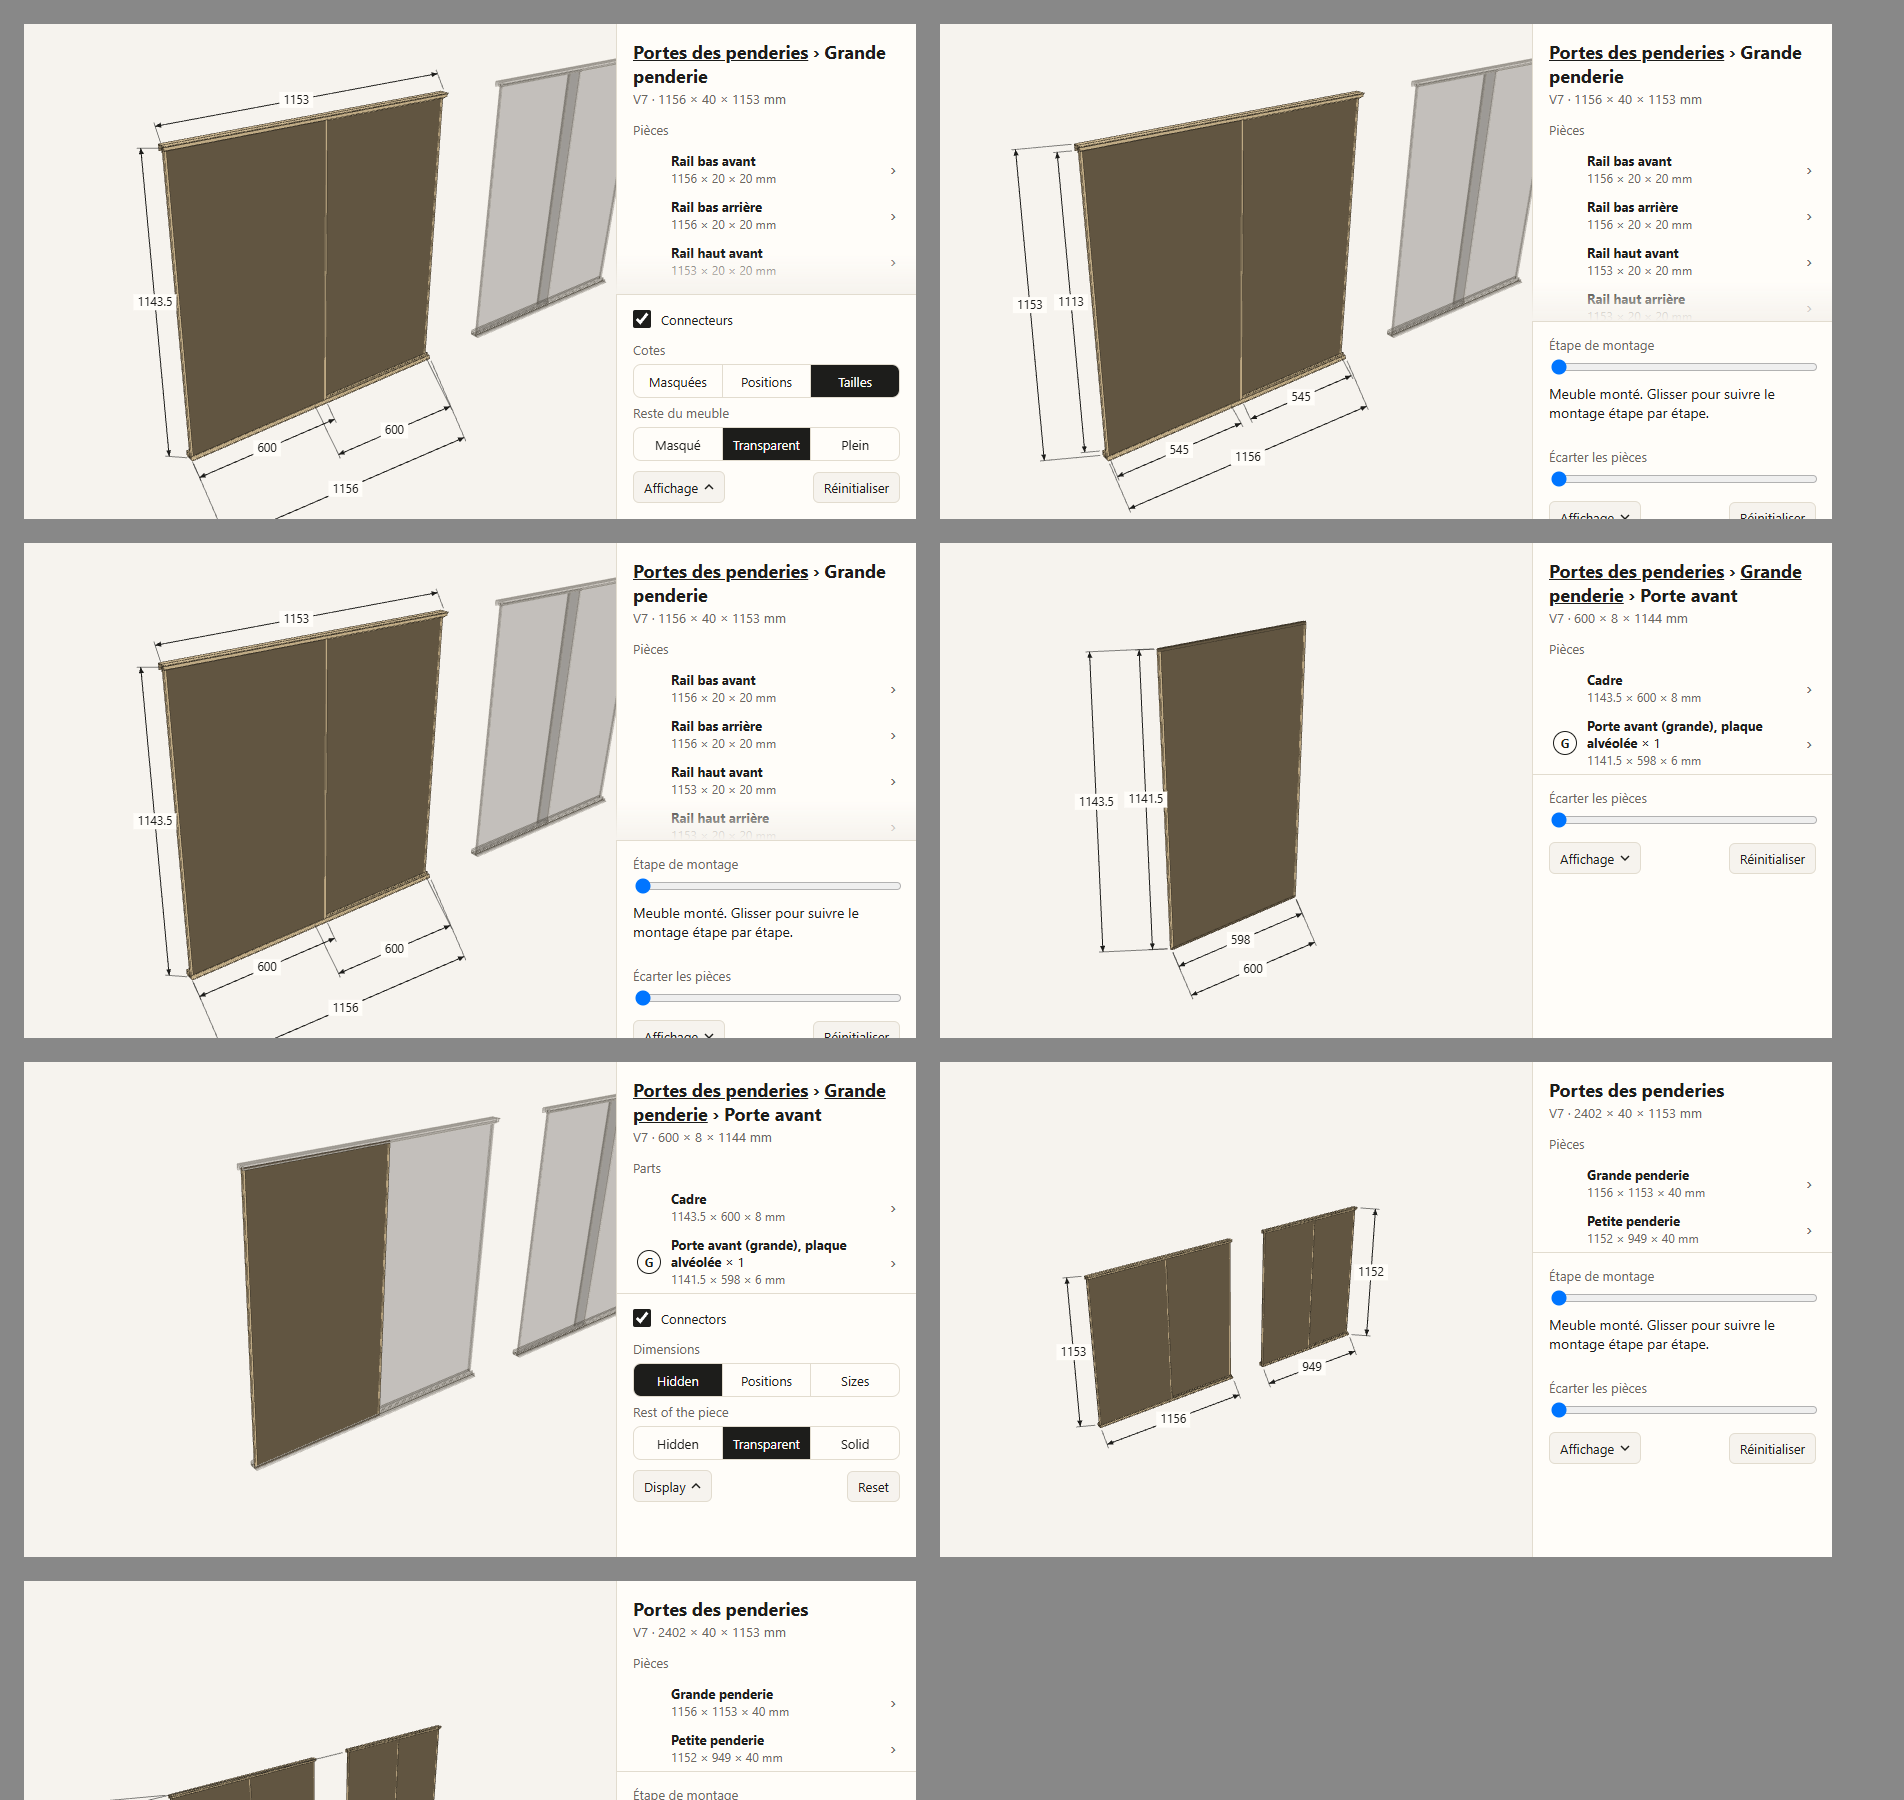 1153
1143.5
600
600
1156
Portes des penderies › Grande
penderie
V7 · 1156 × 40 × 1153 mm
Pièces
Rail bas avant
1156 × 20 × 20 mm
›
Rail bas arrière
1156 × 20 × 20 mm
›
Rail haut avant
1153 × 20 × 20 mm
›
Connecteurs
Cotes
Masquées Positions Tailles
Reste du meuble
Masqué Transparent Plein
Affichage Réinitialiser
1153 1113
545
545
1156
Portes des penderies › Grande
penderie
V7 · 1156 × 40 × 1153 mm
Pièces
Rail bas avant
1156 × 20 × 20 mm
›
Rail bas arrière
1156 × 20 × 20 mm
›
Rail haut avant
1153 × 20 × 20 mm
›
Rail haut arrière
1153 × 20 × 20 mm
›
Étape de montage
Meuble monté. Glisser pour suivre le
montage étape par étape.
Écarter les pièces
Affichage Réinitialiser
1153
1143.5
600
600
1156
Portes des penderies › Grande
penderie
V7 · 1156 × 40 × 1153 mm
Pièces
Rail bas avant
1156 × 20 × 20 mm
›
Rail bas arrière
1156 × 20 × 20 mm
›
Rail haut avant
1153 × 20 × 20 mm
›
Rail haut arrière
1153 × 20 × 20 mm
›
Étape de montage
Meuble monté. Glisser pour suivre le
montage étape par étape.
Écarter les pièces
Affichage Réinitialiser
1143.5 1141.5
598
600
Portes des penderies › Grande
penderie › Porte avant
V7 · 600 × 8 × 1144 mm
Pièces
Cadre
1143.5 × 600 × 8 mm
›
G
Porte avant (grande), plaque
alvéolée × 1
1141.5 × 598 × 6 mm
›
Écarter les pièces
Affichage Réinitialiser
Portes des penderies › Grande
penderie › Porte avant
V7 · 600 × 8 × 1144 mm
Parts
Cadre
1143.5 × 600 × 8 mm
›
G
Porte avant (grande), plaque
alvéolée × 1
1141.5 × 598 × 6 mm
›
Connectors
Dimensions
Hidden Positions Sizes
Rest of the piece
Hidden Transparent Solid
Display Reset
1152
1153
949
1156
Portes des penderies
V7 · 2402 × 40 × 1153 mm
Pièces
Grande penderie
1156 × 1153 × 40 mm
›
Petite penderie
1152 × 949 × 40 mm
›
Étape de montage
Meuble monté. Glisser pour suivre le
montage étape par étape.
Écarter les pièces
Affichage Réinitialiser
Portes des penderies
V7 · 2402 × 40 × 1153 mm
Pièces
Grande penderie
1156 × 1153 × 40 mm
›
Petite penderie
1152 × 949 × 40 mm
›
Étape de montage